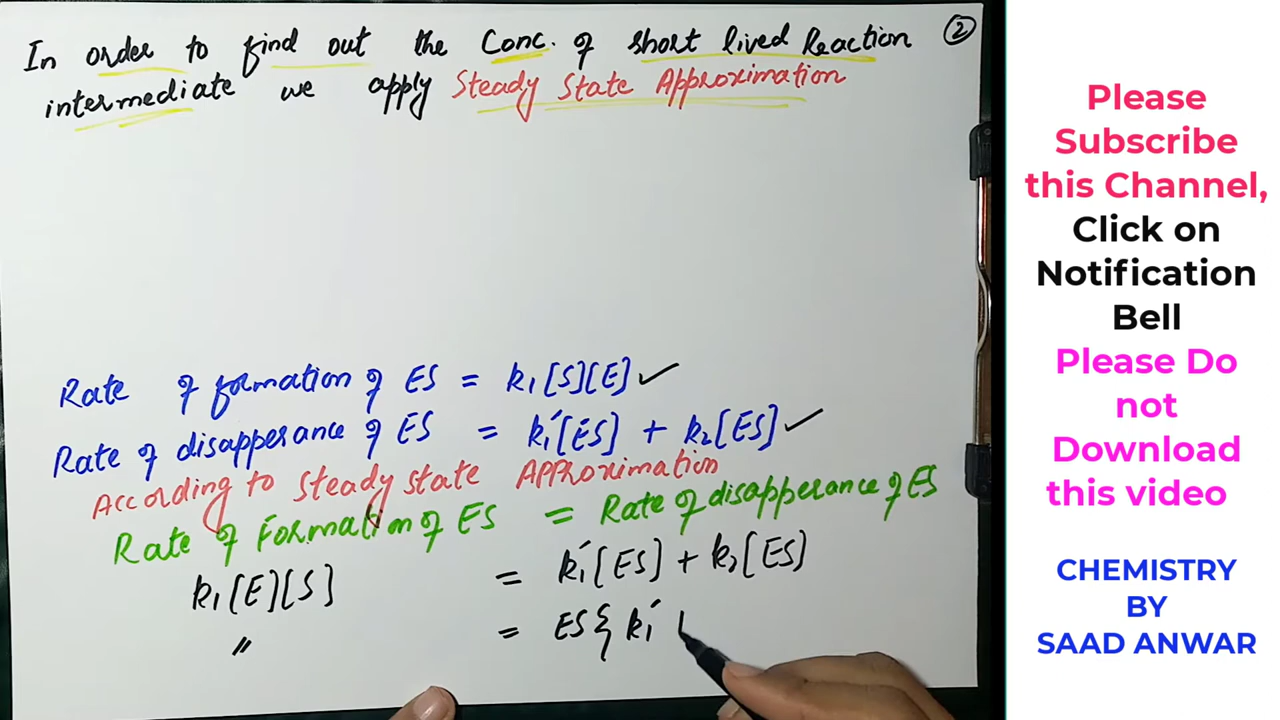 In order to find out the Conc. of short lived Reaction ②
intermediate we apply Steady State Approximation
Rate of formation of ES = k₁[S][E] ✓
Rate of disapperance of ES = k₁′[ES] + k₂[ES] ✓
According to Steady state APProximation
Rate of Formation of ES = Rate of disapperance of ES
k₁[E][S] = k₁′[ES] + k₂[ES]
〃 = ES{ k₁′
Please
Subscribe
this Channel,
Click on
Notification
Bell
Please Do
not
Download
this video
CHEMISTRY
BY
SAAD ANWAR